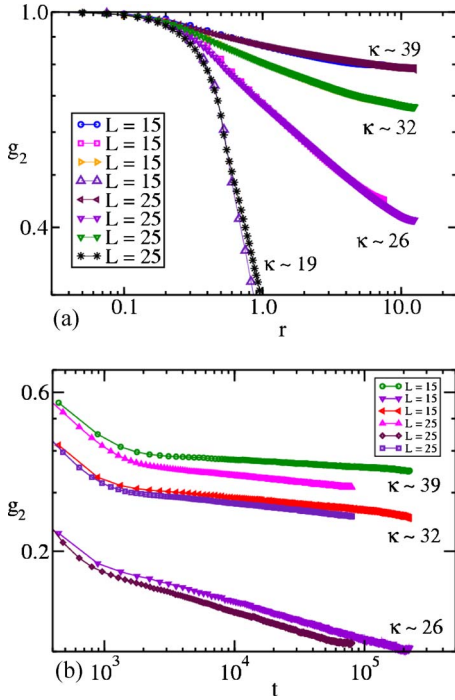 1.0
g2
0.4
L = 15
L = 15
L = 15
L = 15
L = 25
L = 25
L = 25
L = 25
κ ~ 39
κ ~ 32
κ ~ 26
κ ~ 19
0.1 1.0 10.0
(a) r
0.6
g2
0.2
L = 15
L = 15
L = 15
L = 25
L = 25
L = 25
κ ~ 39
κ ~ 32
κ ~ 26
10³ 10⁴ 10⁵
(b) t